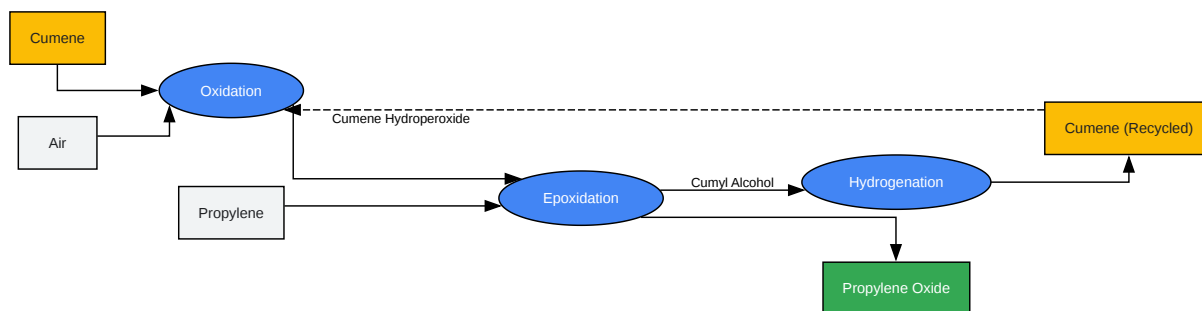 Cumene
Oxidation
Cumene Hydroperoxide
Cumene (Recycled)
Air
Cumyl Alcohol
Hydrogenation
Epoxidation
Propylene
Propylene Oxide